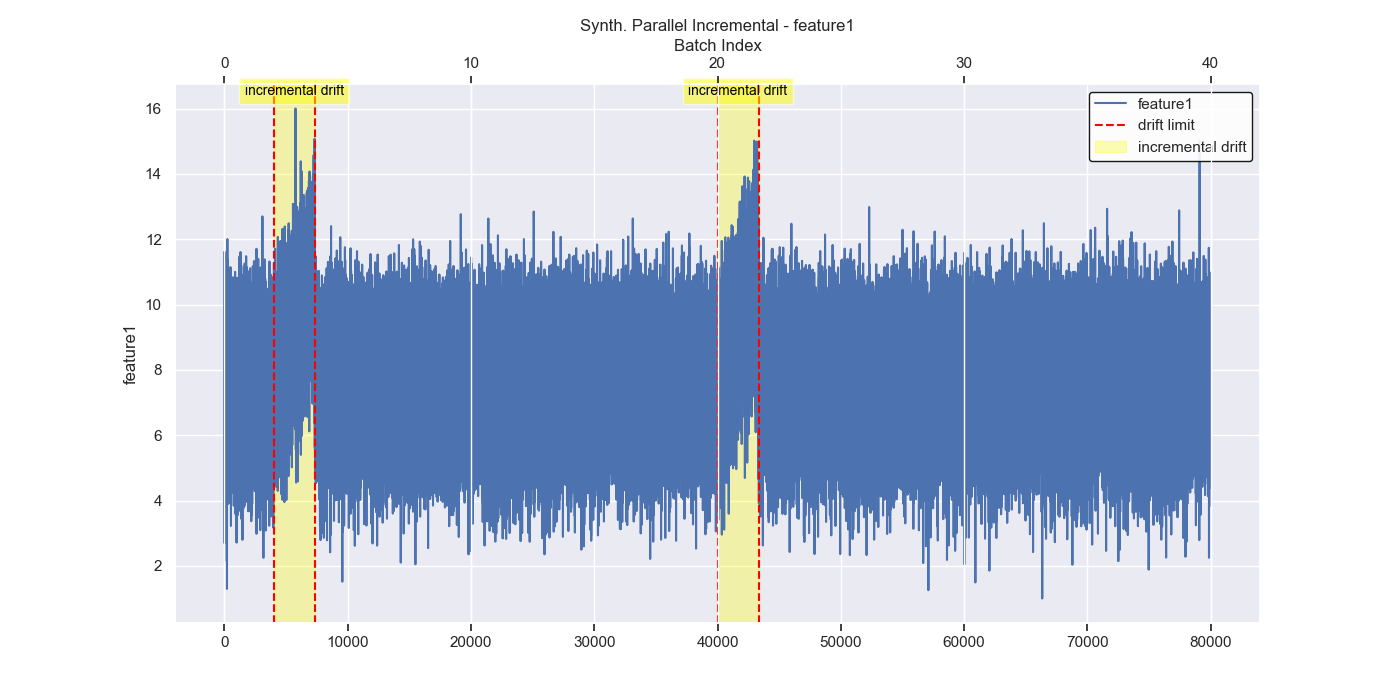 Synth. Parallel Incremental - feature1
Batch Index
0 10 20 30 40
incremental drift incremental drift
feature1
drift limit
incremental drift
16
14
12
10
8
6
4
2
feature1
0 10000 20000 30000 40000 50000 60000 70000 80000